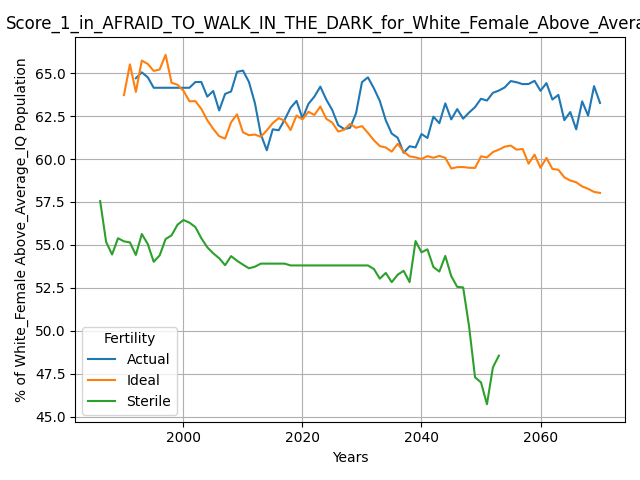 Score_1_in_AFRAID_TO_WALK_IN_THE_DARK_for_White_Female_Above_Avera
% of White_Female Above_Average_IQ Population
65.0
62.5
60.0
57.5
55.0
52.5
50.0
47.5
45.0
Fertility
Actual
Ideal
Sterile
2000 2020 2040 2060
Years